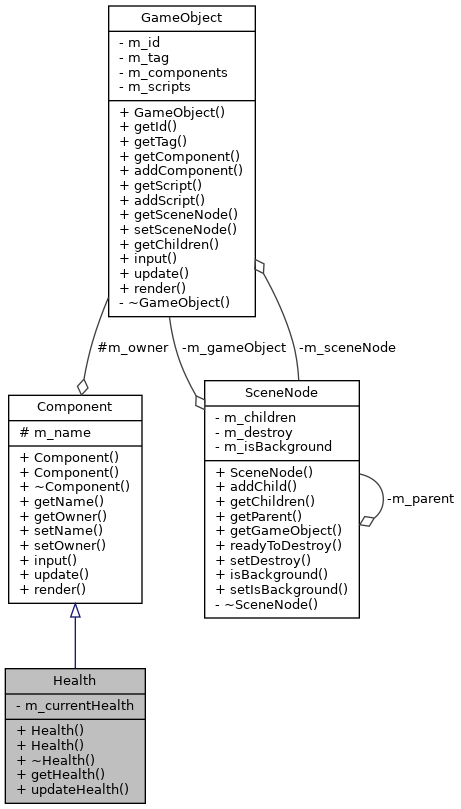 GameObject
- m_id
- m_tag
- m_components
- m_scripts
+ GameObject()
+ getId()
+ getTag()
+ getComponent()
+ addComponent()
+ getScript()
+ addScript()
+ getSceneNode()
+ setSceneNode()
+ getChildren()
+ input()
+ update()
+ render()
- ~GameObject()
#m_owner
-m_gameObject
-m_sceneNode
Component
# m_name
+ Component()
+ Component()
+ ~Component()
+ getName()
+ getOwner()
+ setName()
+ setOwner()
+ input()
+ update()
+ render()
SceneNode
- m_children
- m_destroy
- m_isBackground
+ SceneNode()
+ addChild()
+ getChildren()
+ getParent()
+ getGameObject()
+ readyToDestroy()
+ setDestroy()
+ isBackground()
+ setIsBackground()
- ~SceneNode()
-m_parent
Health
- m_currentHealth
+ Health()
+ Health()
+ ~Health()
+ getHealth()
+ updateHealth()